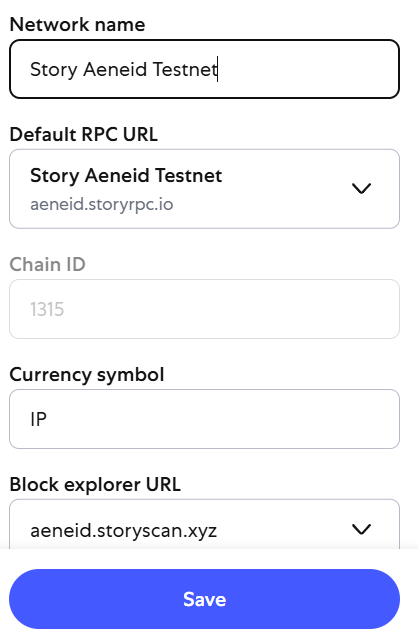 Network name
Story Aeneid Testnet
Default RPC URL
Story Aeneid Testnet
aeneid.storyrpc.io
Chain ID
1315
Currency symbol
IP
Block explorer URL
aeneid.storyscan.xyz
Save